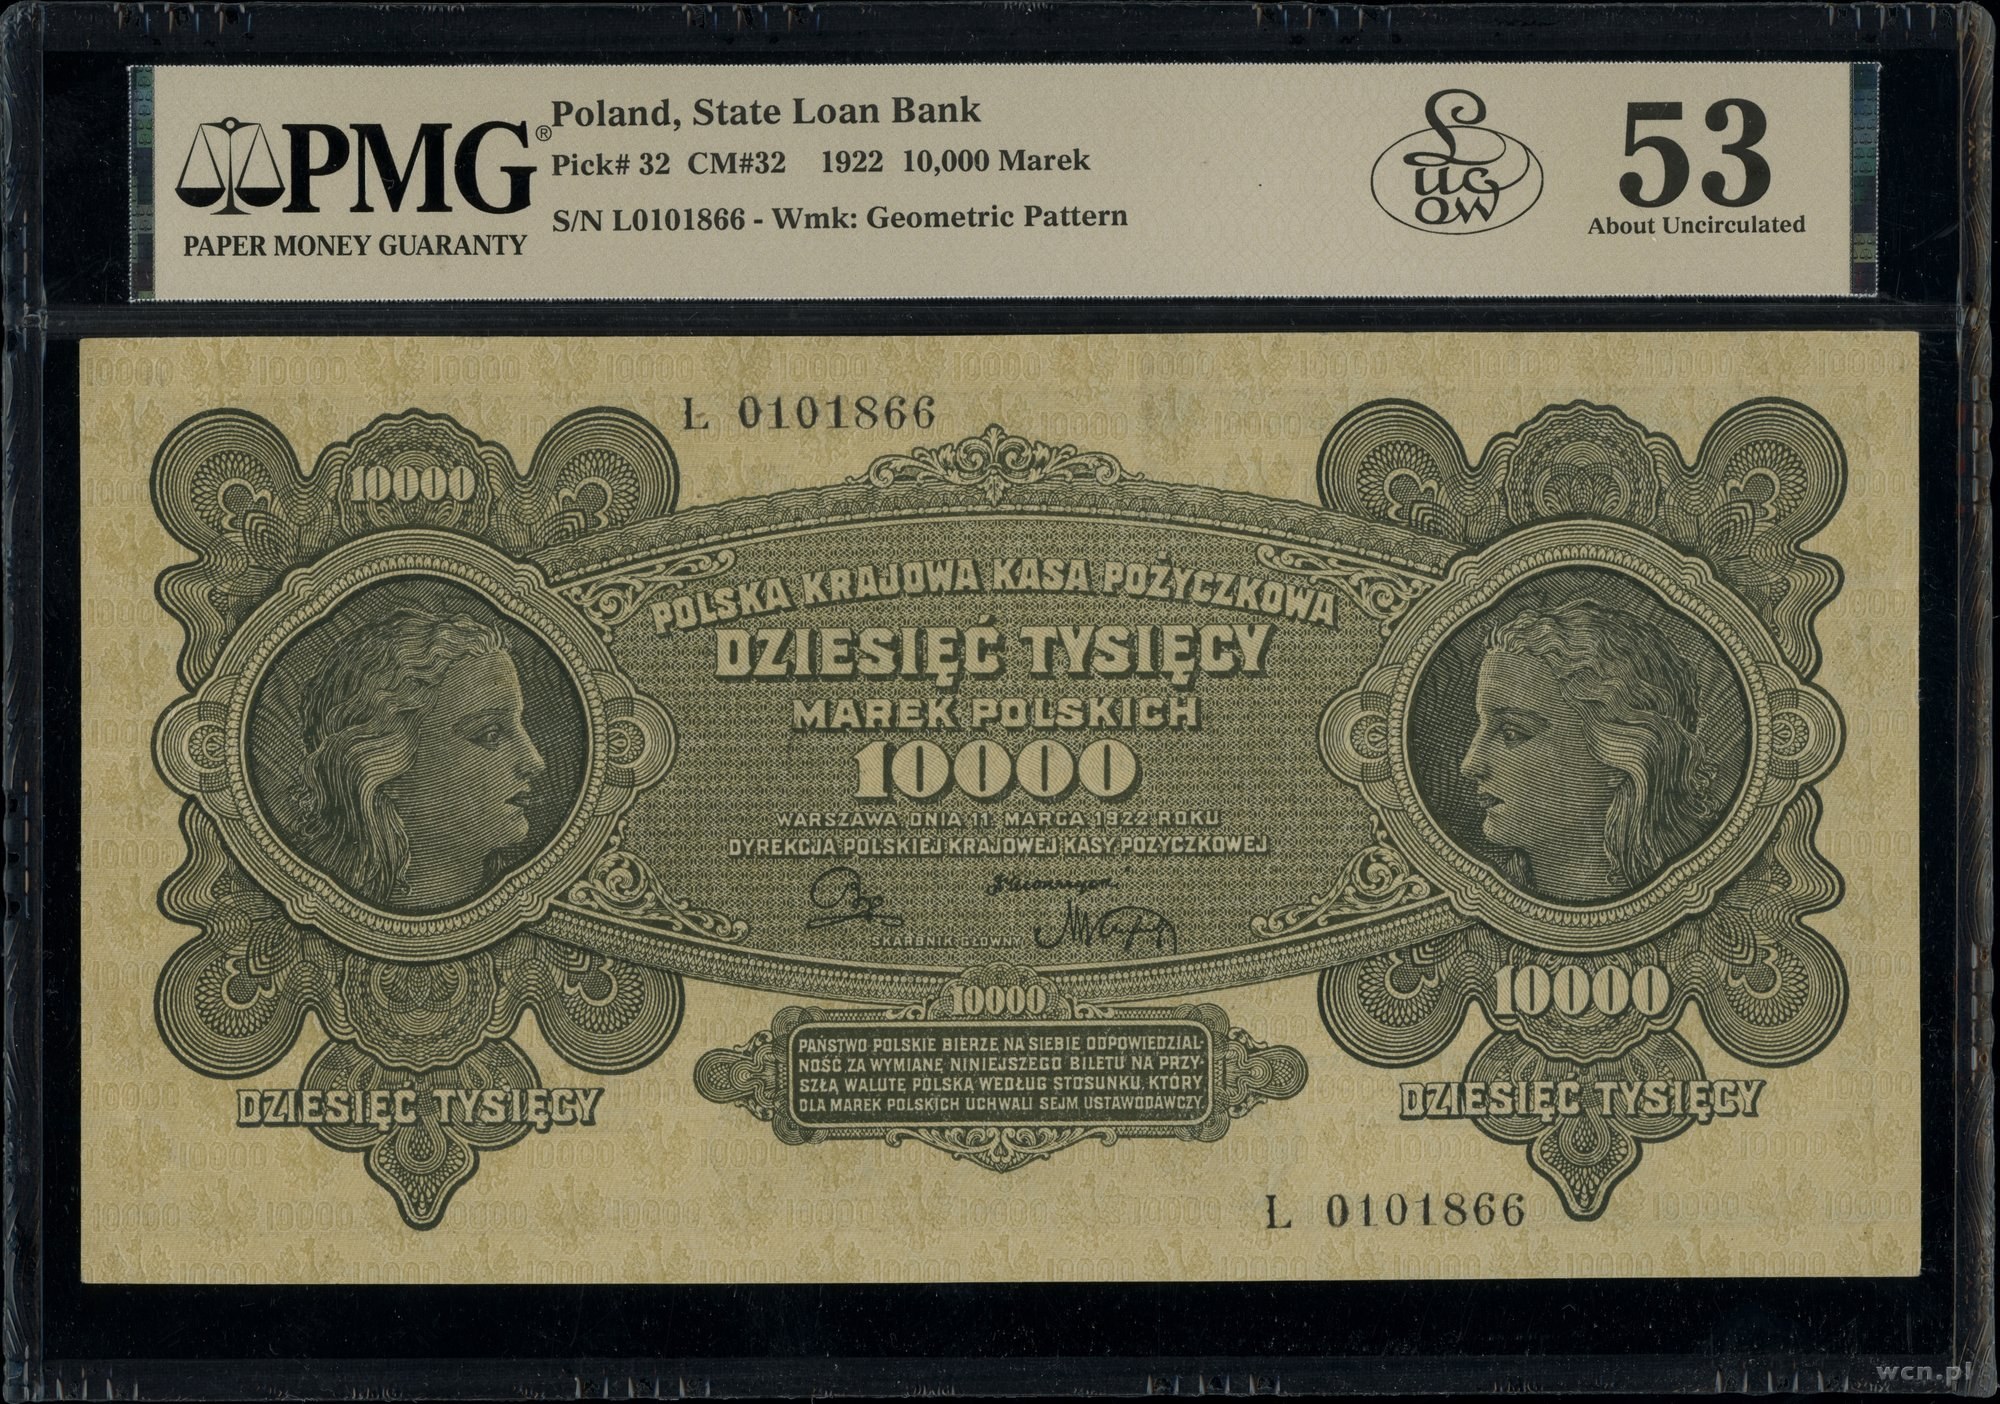 PMG®
PAPER MONEY GUARANTY
Poland, State Loan Bank
Pick# 32 CM#32 1922 10,000 Marek
S/N L0101866 - Wmk: Geometric Pattern
Lucow
53
About Uncirculated
L 0101866
10000
POLSKA KRAJOWA KASA POŻYCZKOWA
DZIESIĘĆ TYSIĘCY
MAREK POLSKICH
10000
WARSZAWA, DNIA 11. MARCA 1922 ROKU
DYREKCJA POLSKIEJ KRAJOWEJ KASY POŻYCZKOWEJ
SKARBNIK GŁÓWNY
10000
10000
PAŃSTWO POLSKIE BIERZE NA SIEBIE ODPOWIEDZIAL-
NOŚĆ ZA WYMIANĘ NINIEJSZEGO BILETU NA PRZY-
SZŁĄ WALUTĘ POLSKĄ WEDŁUG STOSUNKU, KTÓRY
DLA MAREK POLSKICH UCHWALI SEJM USTAWODAWCZY.
DZIESIĘĆ TYSIĘCY
DZIESIĘĆ TYSIĘCY
L 0101866
wcn.pl